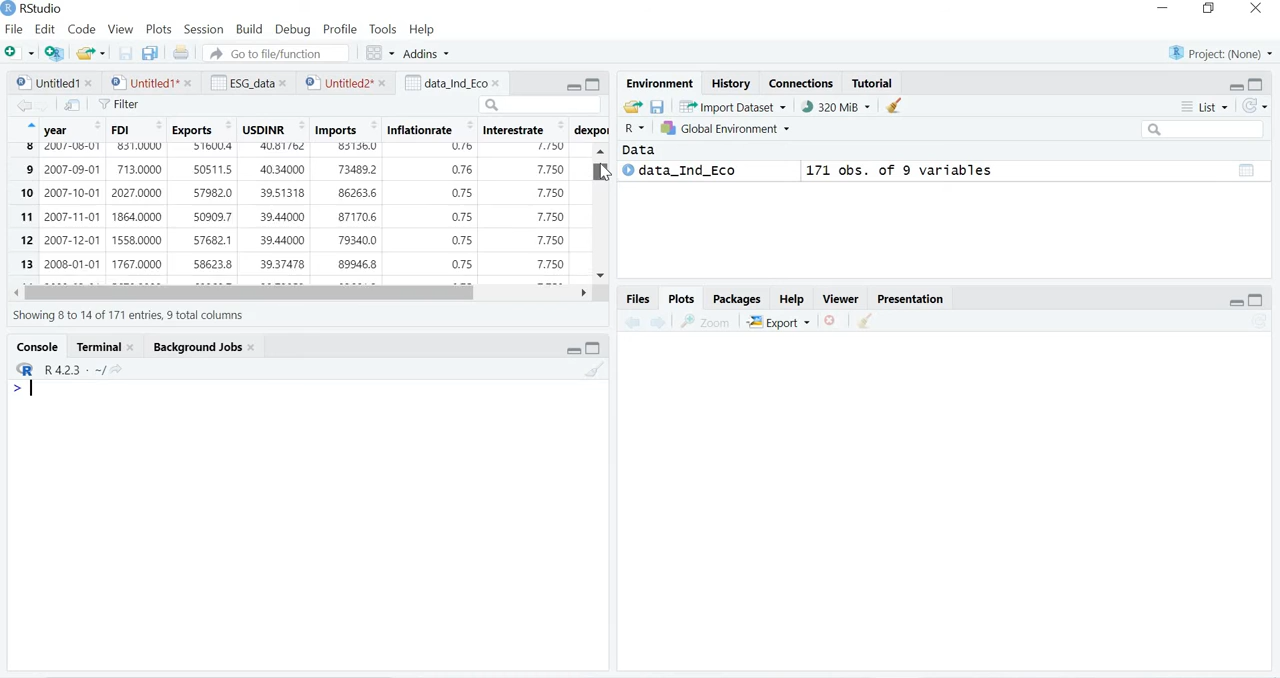 RStudio
File Edit Code View Plots Session Build Debug Profile Tools Help
Go to file/function Addins Project: (None)
Untitled1 Untitled1* ESG_data Untitled2* data_Ind_Eco
Filter
year FDI Exports USDINR Imports Inflationrate Interestrate dexpor
8 2007-08-01 831.0000 51600.4 40.81762 83136.0 0.76 7.750
9 2007-09-01 713.0000 50511.5 40.34000 73489.2 0.76 7.750
10 2007-10-01 2027.0000 57982.0 39.51318 86263.6 0.75 7.750
11 2007-11-01 1864.0000 50909.7 39.44000 87170.6 0.75 7.750
12 2007-12-01 1558.0000 57682.1 39.44000 79340.0 0.75 7.750
13 2008-01-01 1767.0000 58623.8 39.37478 89946.8 0.75 7.750
Showing 8 to 14 of 171 entries, 9 total columns
Console Terminal Background Jobs
R 4.2.3 · ~/
>
Environment History Connections Tutorial
Import Dataset 320 MiB List
R Global Environment
Data
data_Ind_Eco 171 obs. of 9 variables
Files Plots Packages Help Viewer Presentation
Zoom Export